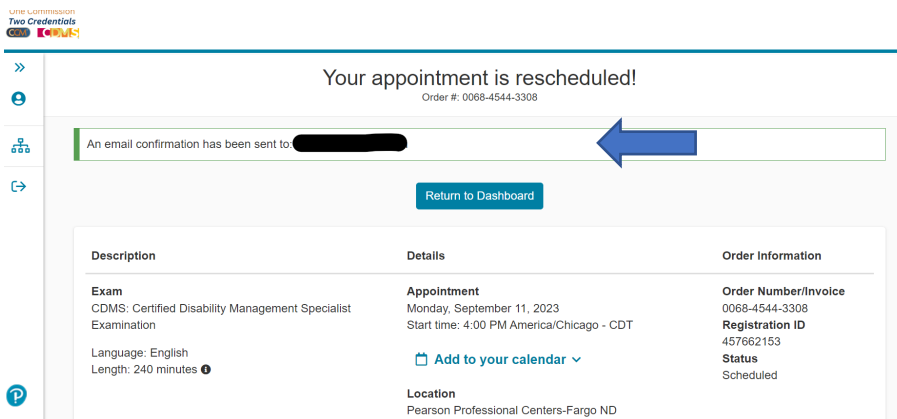 One Commission
Two Credentials
CCM CDMS
Your appointment is rescheduled!
Order #: 0068-4544-3308
An email confirmation has been sent to:
Return to Dashboard
Description
Details
Order Information
Exam
CDMS: Certified Disability Management Specialist
Examination
Language: English
Length: 240 minutes
Appointment
Monday, September 11, 2023
Start time: 4:00 PM America/Chicago - CDT
Add to your calendar
Location
Pearson Professional Centers-Fargo ND
Order Number/Invoice
0068-4544-3308
Registration ID
457662153
Status
Scheduled